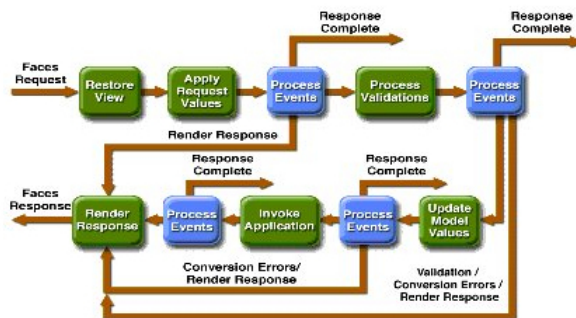 Response
Complete
Response
Complete
Faces
Request
Restore
View
Apply
Request
Values
Process
Events
Process
Validations
Process
Events
Render Response
Response
Complete
Response
Complete
Faces
Response
Render
Response
Process
Events
Invoke
Application
Process
Events
Update
Model
Values
Conversion Errors/
Render Response
Validation /
Conversion Errors /
Render Response